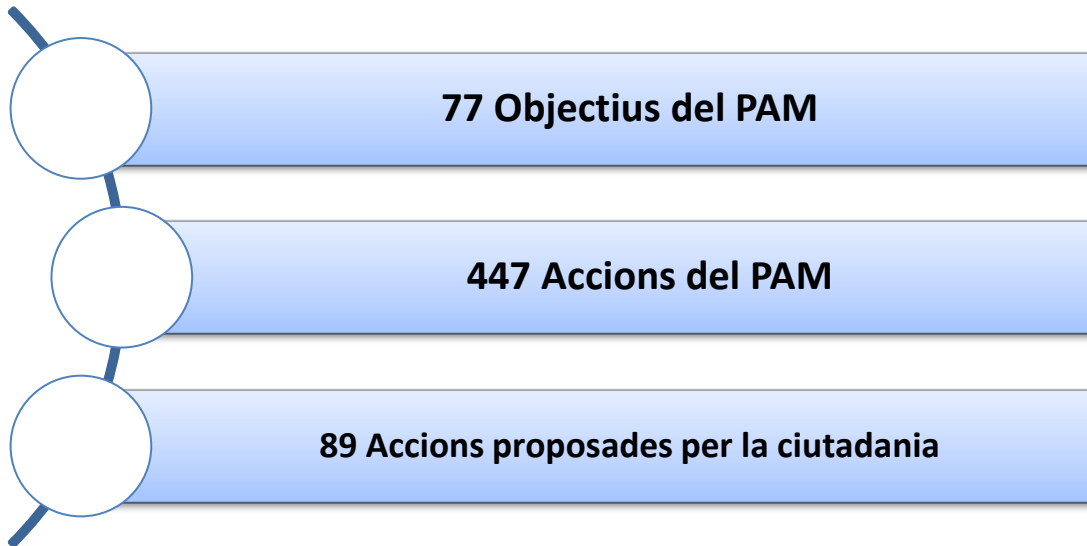 77 Objectius del PAM
447 Accions del PAM
89 Accions proposades per la ciutadania